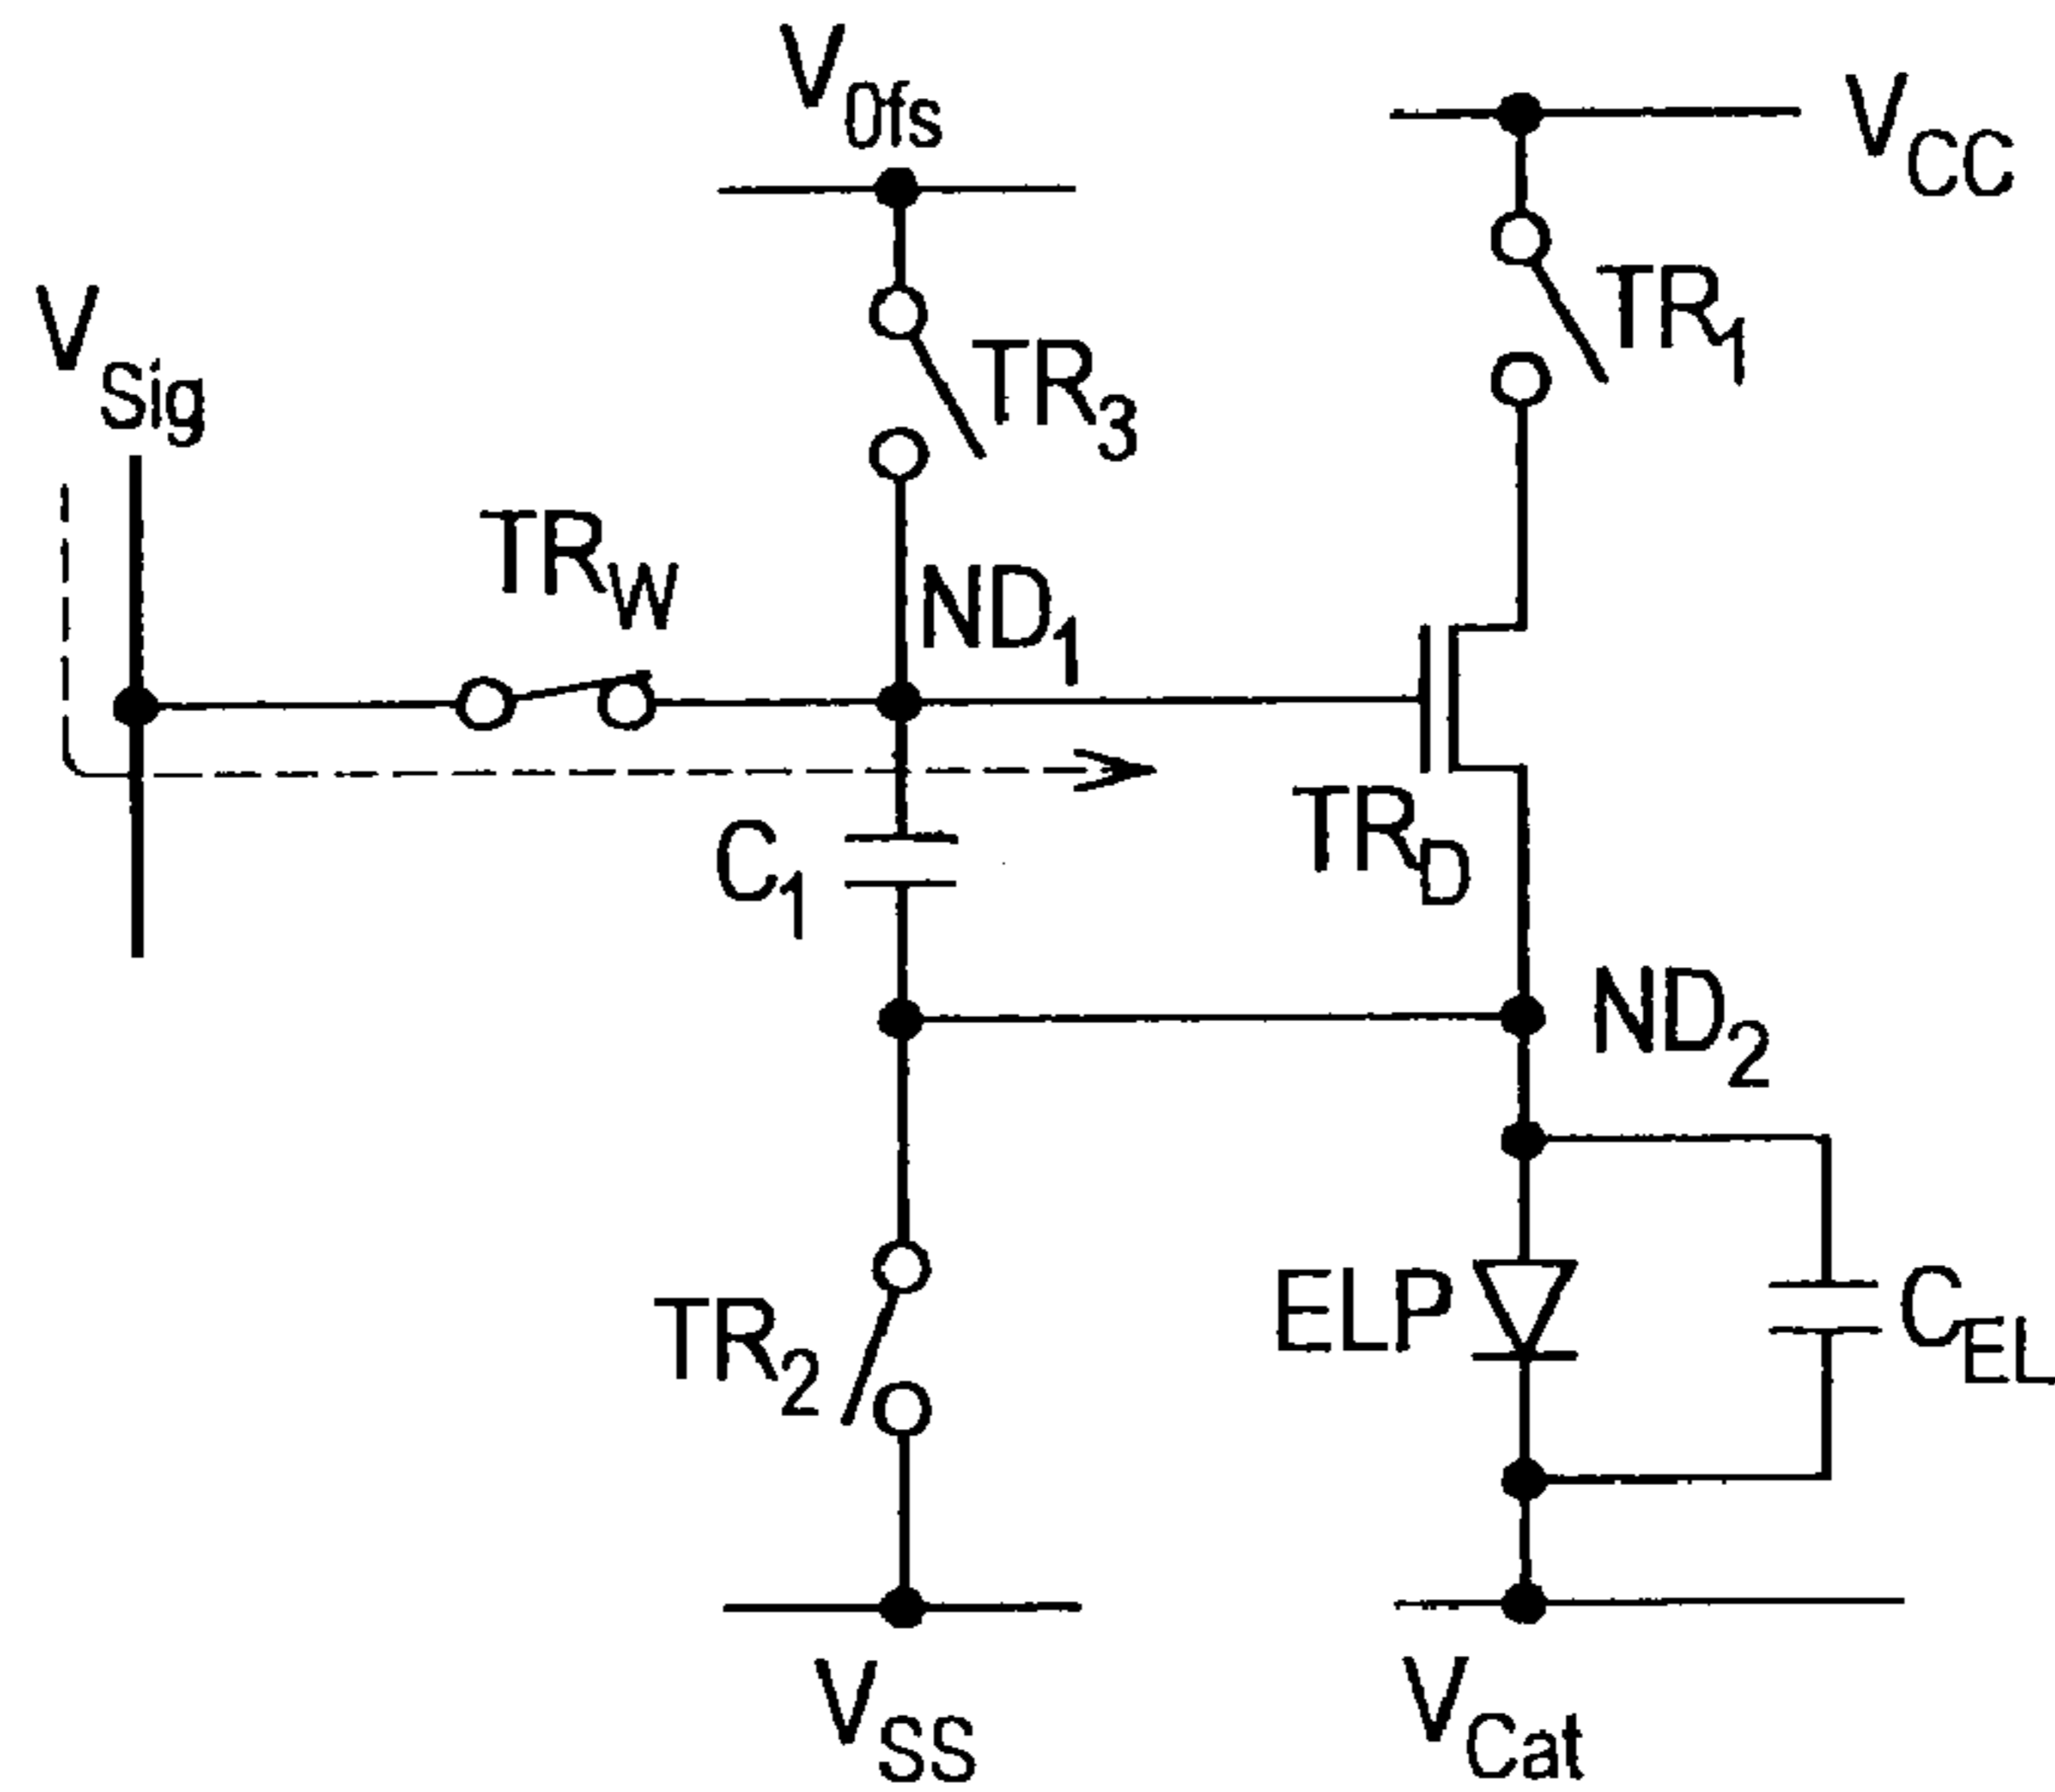 V0fs
VCC
VSig
TR1
TR3
TRW
ND1
TRD
C1
ND2
ELP
CEL
TR2
VSS
VCat